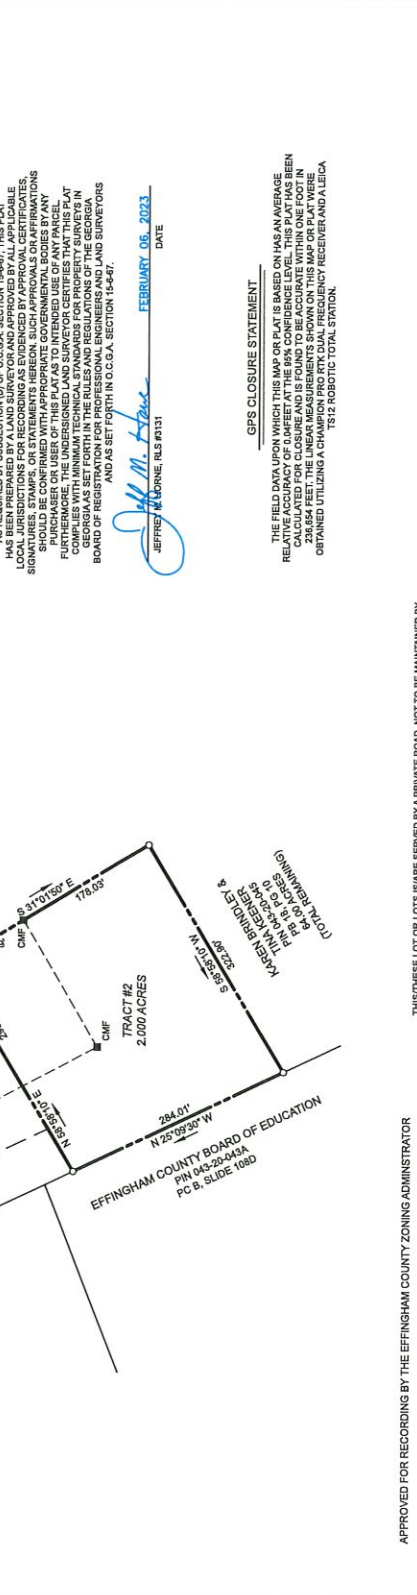 HAS BEEN PREPARED BY A LAND SURVEYOR AND APPROVED BY ALL APPLICABLE
LOCAL JURISDICTIONS FOR RECORDING AS EVIDENCED BY APPROVAL CERTIFICATES,
SIGNATURES, STAMPS, OR STATEMENTS HEREON. SUCH APPROVALS OR AFFIRMATIONS
SHOULD BE CONFIRMED WITH APPROPRIATE GOVERNMENTAL BODIES BY ANY
PURCHASER OR USER OF THIS PLAT AS TO INTENDED USE OF ANY PARCEL.
FURTHERMORE, THE UNDERSIGNED LAND SURVEYOR CERTIFIES THAT THIS PLAT
COMPLIES WITH MINIMUM TECHNICAL STANDARDS FOR PROPERTY SURVEYS IN
GEORGIA AS SET FORTH IN THE RULES AND REGULATIONS OF THE GEORGIA
BOARD OF REGISTRATION FOR PROFESSIONAL ENGINEERS AND LAND SURVEYORS
AND AS SET FORTH IN O.C.G.A. SECTION 15-6-67.
Jeff M. Horne
FEBRUARY 06, 2023
JEFFREY M. HORNE, RLS #3131
DATE
GPS CLOSURE STATEMENT
THE FIELD DATA UPON WHICH THIS MAP OR PLAT IS BASED ON HAS AN AVERAGE
RELATIVE ACCURACY OF 0.04FEET AT THE 95% CONFIDENCE LEVEL. THIS PLAT HAS BEEN
CALCULATED FOR CLOSURE AND IS FOUND TO BE ACCURATE WITHIN ONE FOOT IN
236,654 FEET. THE LINEAR MEASUREMENTS SHOWN ON THIS MAP OR PLAT WERE
OBTAINED UTILIZING A CHAMPION PRO RTK DUAL FREQUENCY RECEIVER AND A LEICA
TS12 ROBOTIC TOTAL STATION.
S 31°01'50" E
178.03'
CMF
CMF
TRACT #2
2.000 ACRES
N 58°58'10" E
S 58°58'10" W
322.90'
KAREN BRINDLEY &
TINA KEENER
PIN 043-20-045
PB 18, PG 10
64.00 ACRES
(TOTAL REMAINING)
284.01'
N 25°09'30" W
EFFINGHAM COUNTY BOARD OF EDUCATION
PIN 043-20-043A
PC B, SLIDE 108D
APPROVED FOR RECORDING BY THE EFFINGHAM COUNTY ZONING ADMINISTRATOR